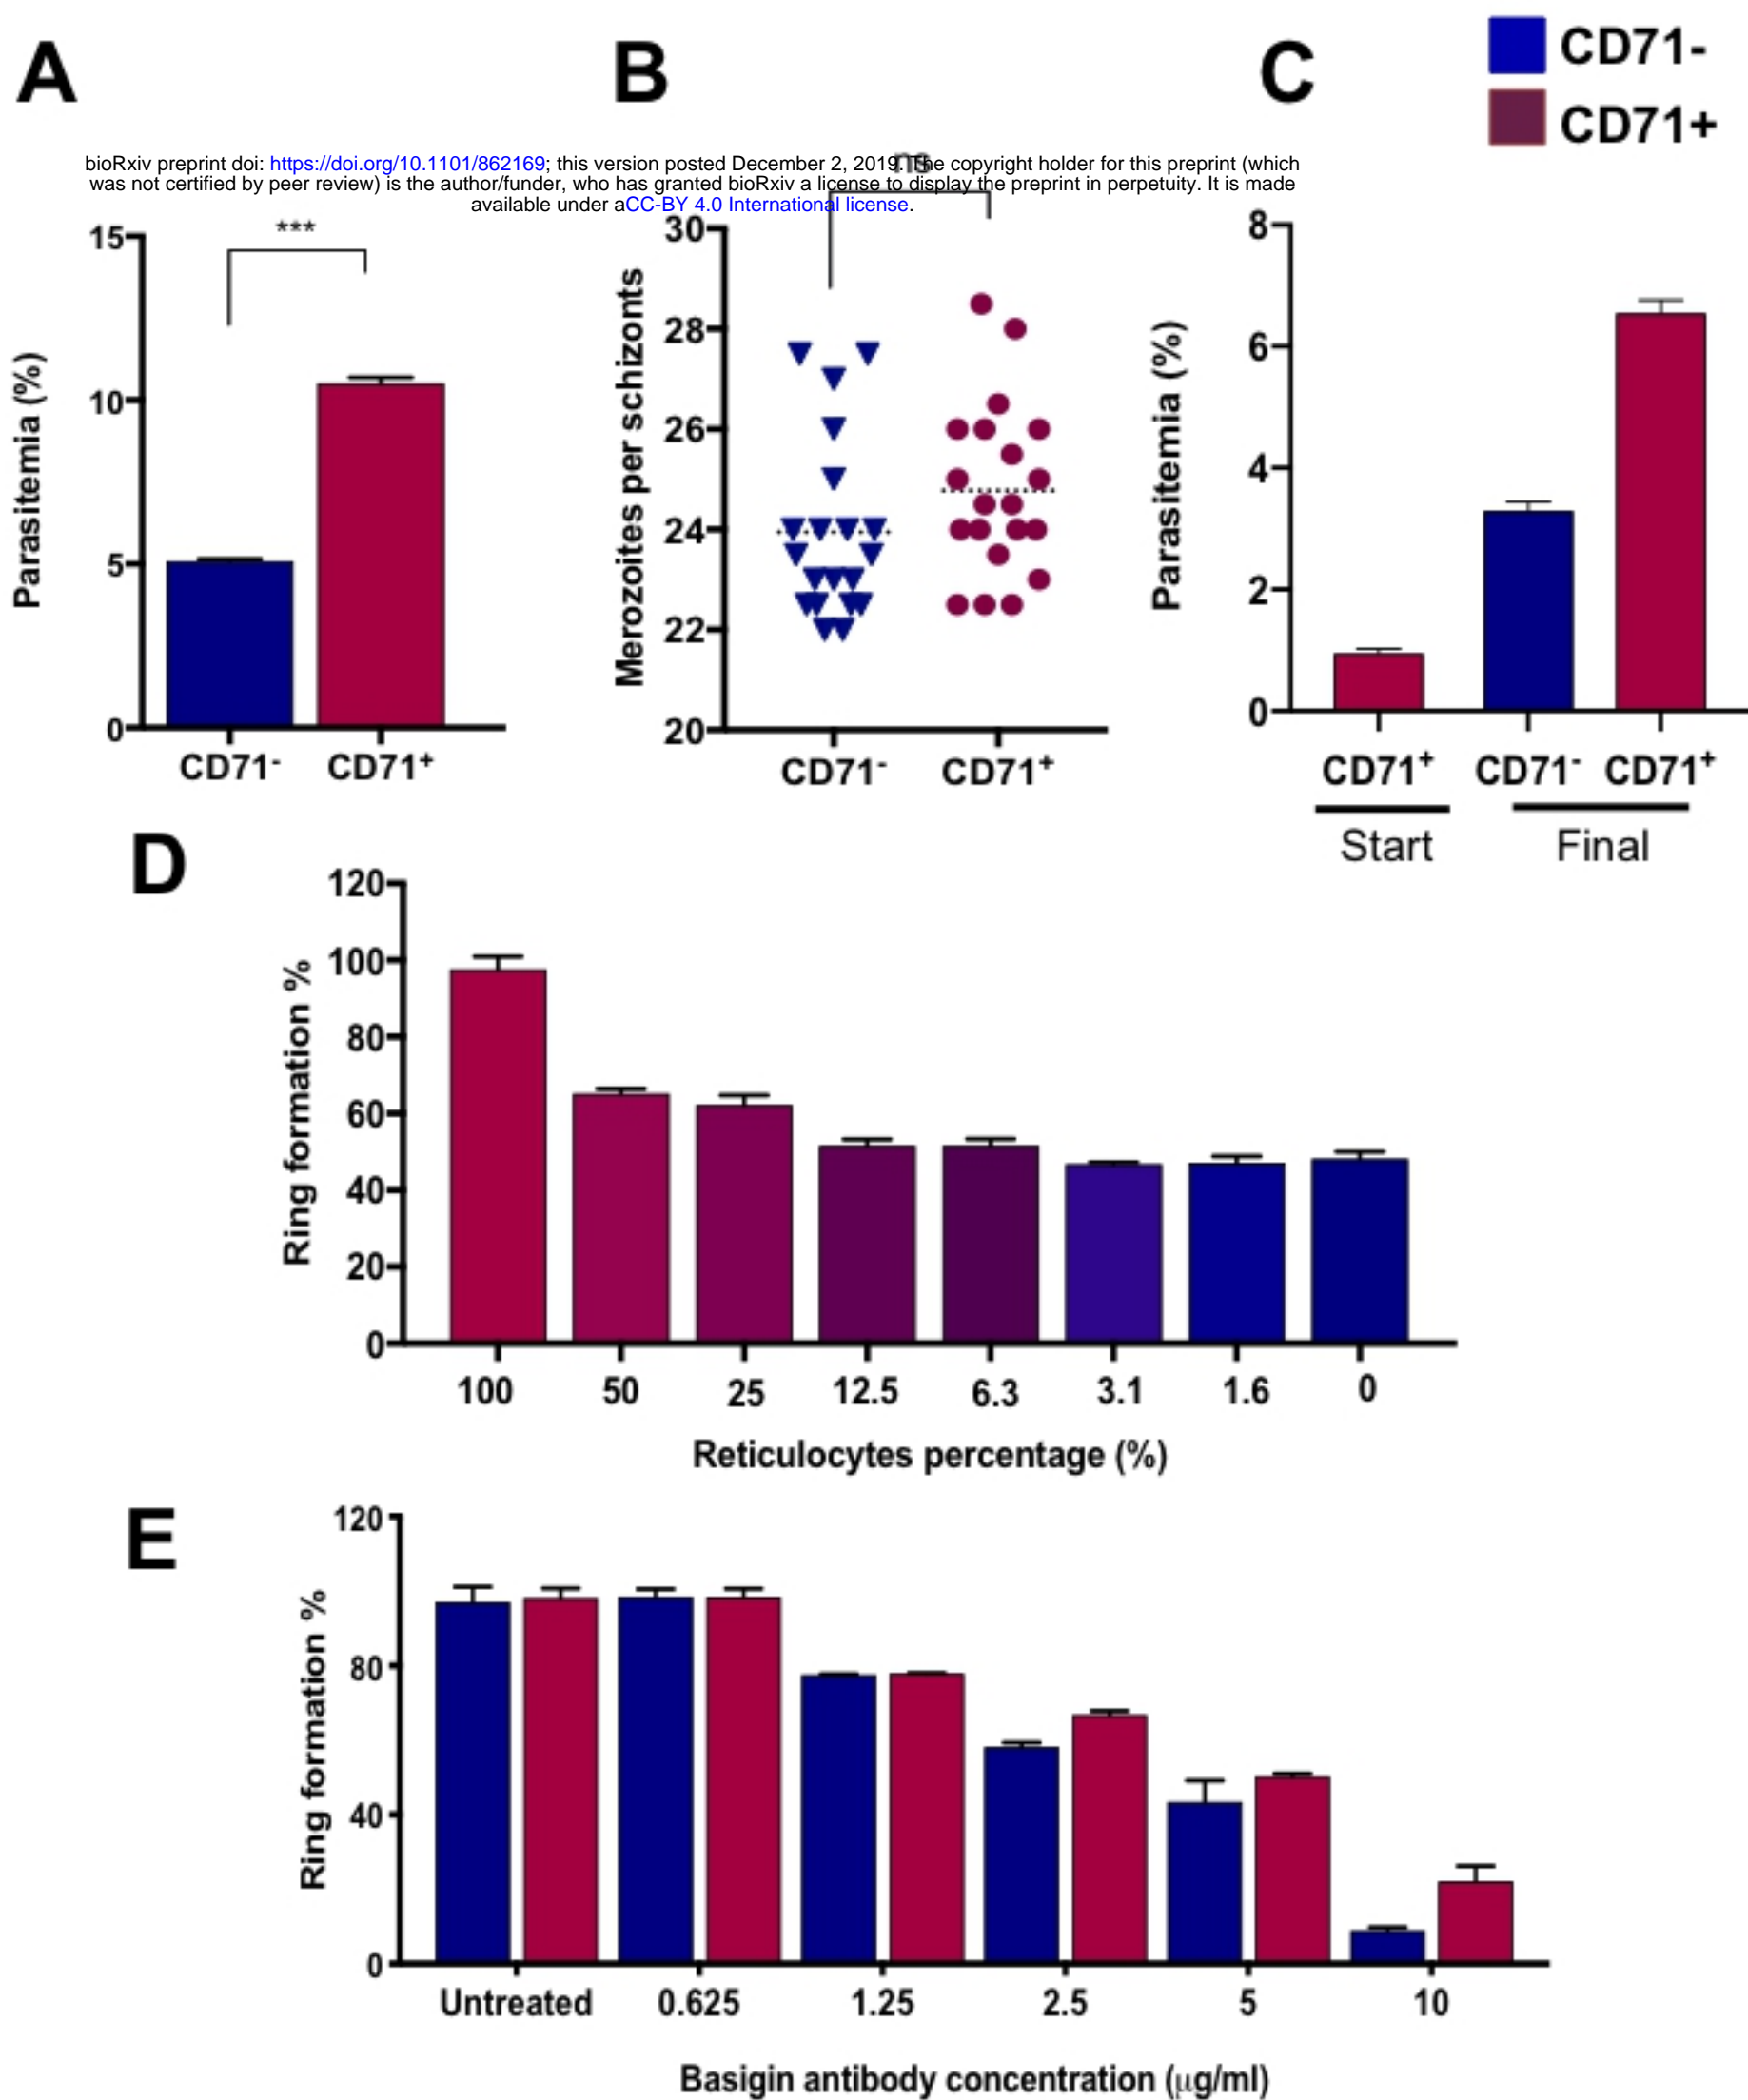 A
B
C
CD71-
CD71+
bioRxiv preprint doi: https://doi.org/10.1101/862169; this version posted December 2, 2019. The copyright holder for this preprint (which
was not certified by peer review) is the author/funder, who has granted bioRxiv a license to display the preprint in perpetuity. It is made
available under aCC-BY 4.0 International license.
ns
***
Parasitemia (%)
15
10
5
0
CD71-
CD71+
Merozoites per schizonts
30
28
26
24
22
20
CD71-
CD71+
Parasitemia (%)
8
6
4
2
0
CD71+
CD71-
CD71+
Start
Final
D
Ring formation %
120
100
80
60
40
20
0
100 50 25 12.5 6.3 3.1 1.6 0
Reticulocytes percentage (%)
E
Ring formation %
120
80
40
0
Untreated 0.625 1.25 2.5 5 10
Basigin antibody concentration (μg/ml)